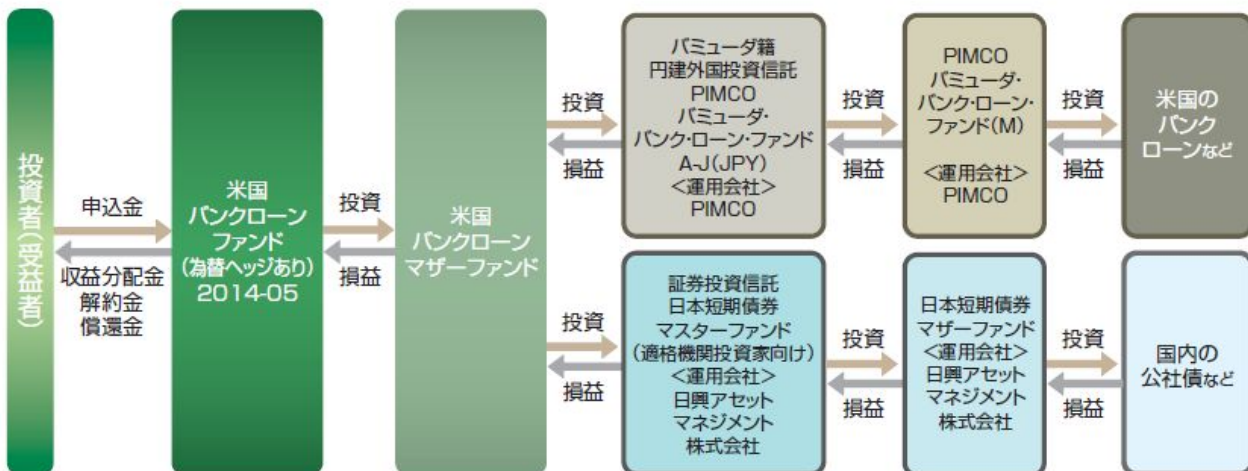 投資者(受益者)
申込金
収益分配金
解約金
償還金
米国
バンクローン
ファンド
(為替ヘッジあり)
2014-05
投資
損益
米国
バンクローン
マザーファンド
投資
損益
バミューダ籍
円建外国投資信託
PIMCO
バミューダ・
バンク・ローン・ファンド
A-J(JPY)
<運用会社>
PIMCO
投資
損益
PIMCO
バミューダ・
バンク・ローン・
ファンド(M)
<運用会社>
PIMCO
投資
損益
米国の
バンク
ローンなど
投資
損益
証券投資信託
日本短期債券
マスターファンド
(適格機関投資家向け)
<運用会社>
日興アセット
マネジメント
株式会社
投資
損益
日本短期債券
マザーファンド
<運用会社>
日興アセット
マネジメント
株式会社
投資
損益
国内の
公社債など